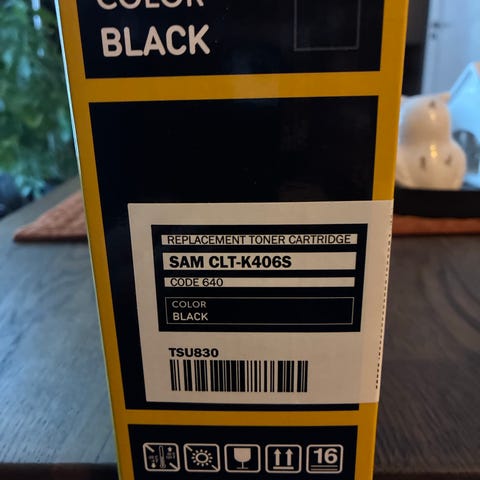 COLOR
BLACK
REPLACEMENT TONER CARTRIDGE
SAM CLT-K406S
CODE 640
COLOR
BLACK
TSU830
16